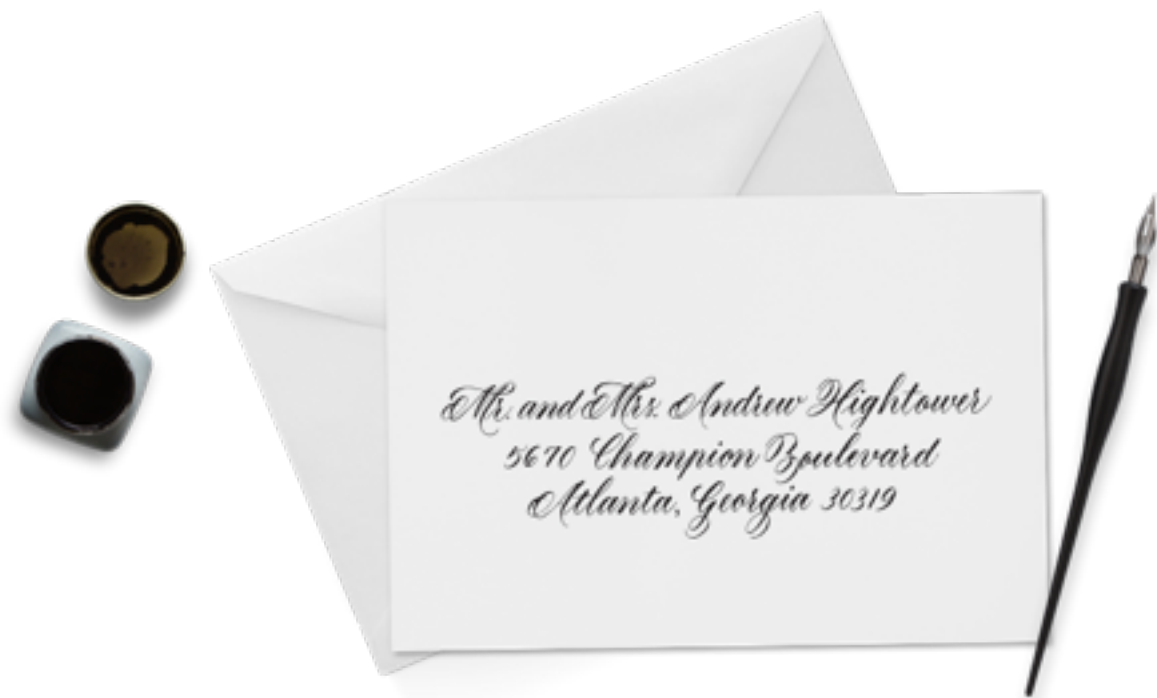 Mr. and Mrs. Andrew Hightower
5670 Champion Boulevard
Atlanta, Georgia 30319